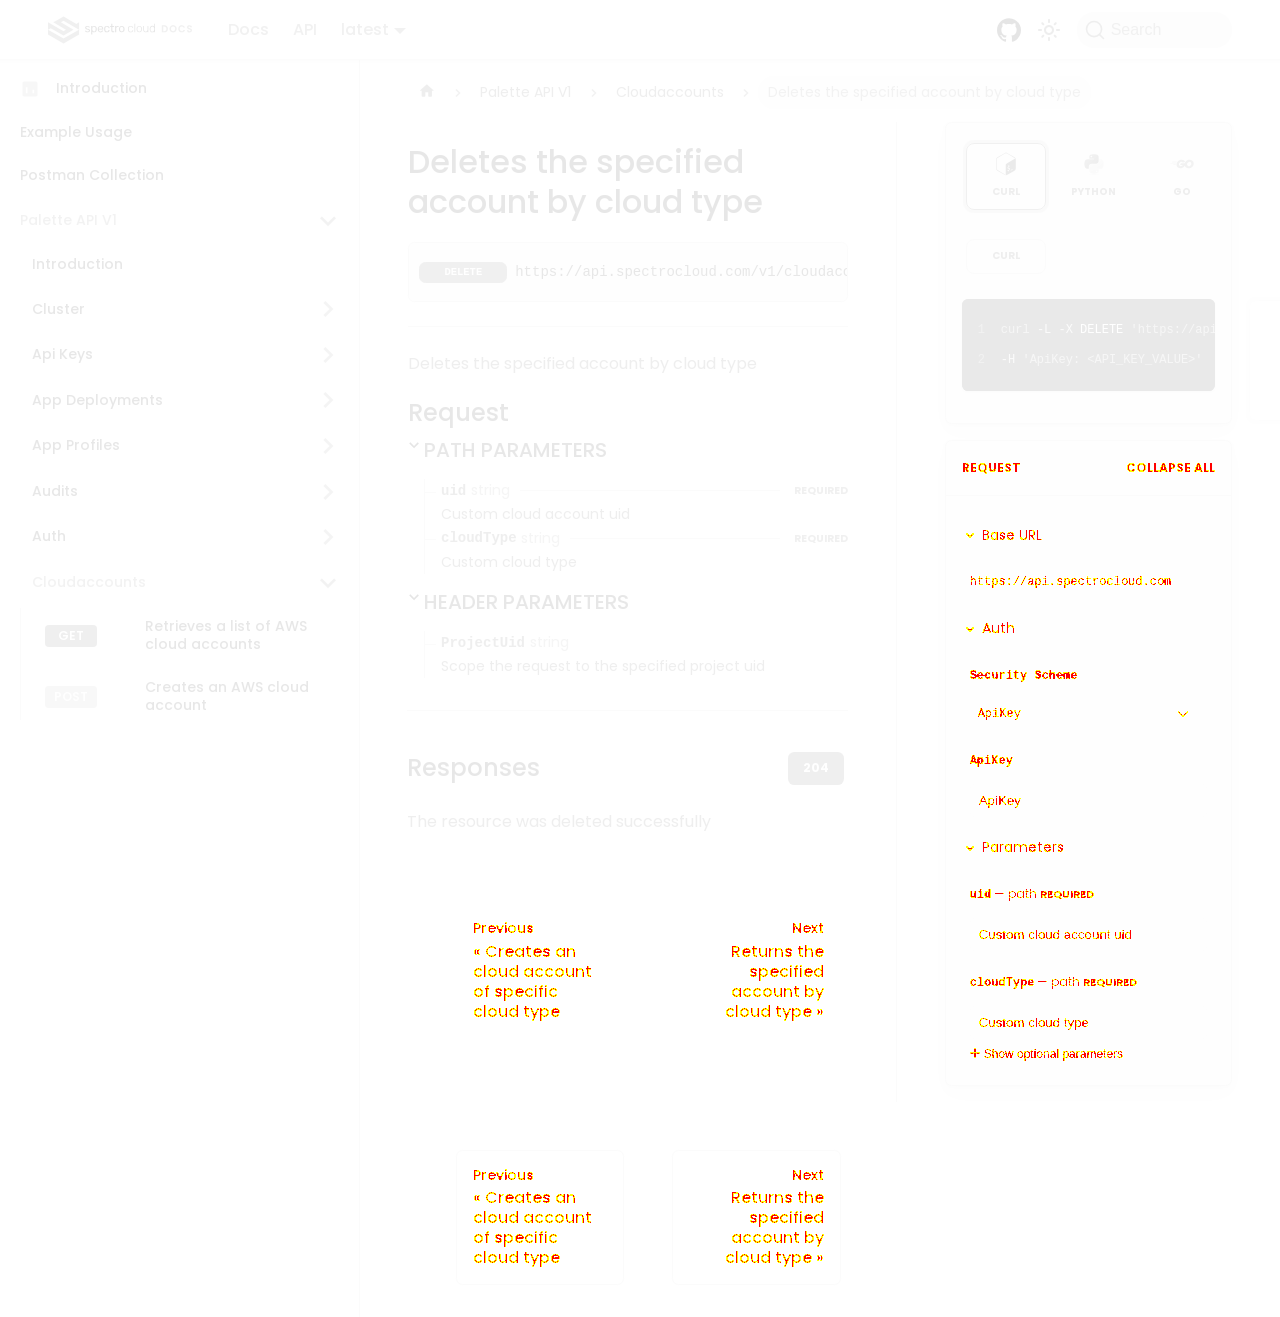 spectro cloud DOCS
Docs
API
latest
Search
Introduction
Example Usage
Postman Collection
Palette API V1
Introduction
Cluster
Api Keys
App Deployments
App Profiles
Audits
Auth
Cloudaccounts
GET
Retrieves a list of AWS
cloud accounts
POST
Creates an AWS cloud
account
Palette API V1
Cloudaccounts
Deletes the specified account by cloud type
Deletes the specified
account by cloud type
DELETE
https://api.spectrocloud.com/v1/cloudacc
Deletes the specified account by cloud type
Request
PATH PARAMETERS
uid string
REQUIRED
Custom cloud account uid
cloudType string
REQUIRED
Custom cloud type
HEADER PARAMETERS
ProjectUid string
Scope the request to the specified project uid
Responses
204
The resource was deleted successfully
Previous
« Creates an
cloud account
of specific
cloud type
Next
Returns the
specified
account by
cloud type »
Previous
« Creates an
cloud account
of specific
cloud type
Next
Returns the
specified
account by
cloud type »
CURL
PYTHON
GO
CURL
1 curl -L -X DELETE 'https://api
2 -H 'ApiKey: <API_KEY_VALUE>'
REQUEST
COLLAPSE ALL
Base URL
https://api.spectrocloud.com
Auth
Security Scheme
ApiKey
ApiKey
ApiKey
Parameters
uid — path REQUIRED
Custom cloud account uid
cloudType — path REQUIRED
Custom cloud type
+ Show optional parameters